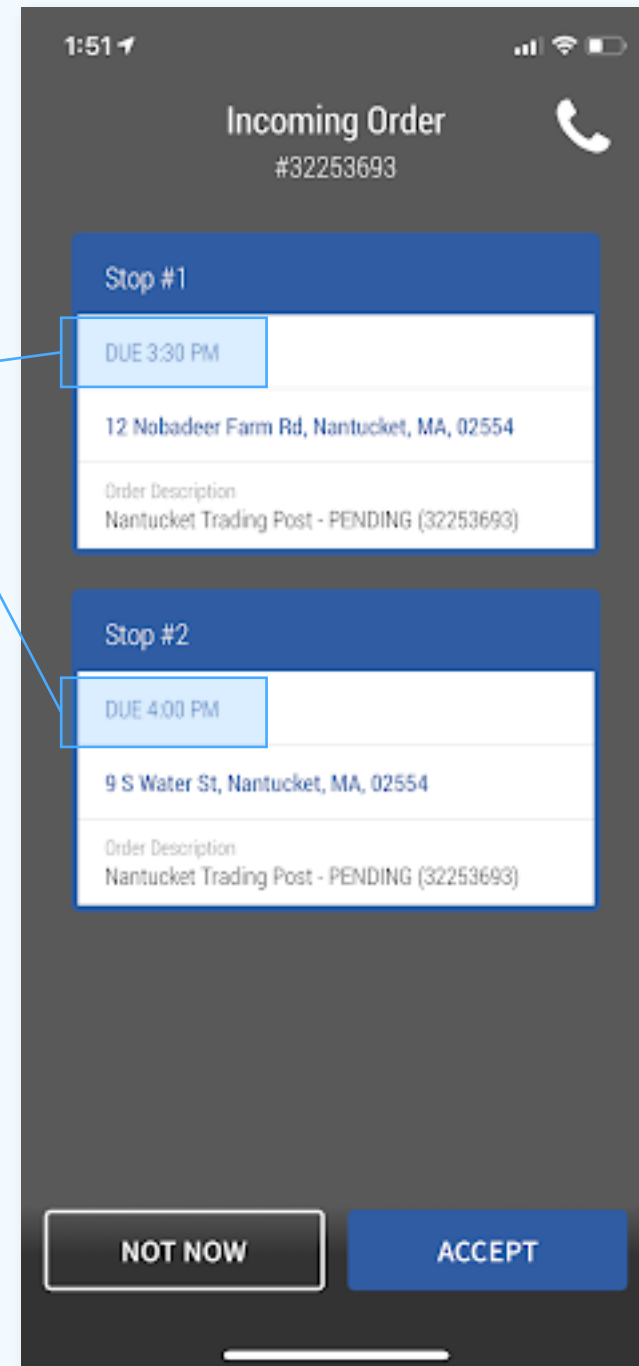 1:51
Incoming Order
#32253693
Stop #1
DUE 3:30 PM
12 Nobadeer Farm Rd, Nantucket, MA, 02554
Order Description
Nantucket Trading Post - PENDING (32253693)
Stop #2
DUE 4:00 PM
9 S Water St, Nantucket, MA, 02554
Order Description
Nantucket Trading Post - PENDING (32253693)
NOT NOW
ACCEPT